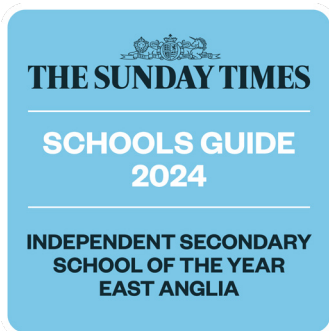 THE SUNDAY TIMES
SCHOOLS GUIDE
2024
INDEPENDENT SECONDARY
SCHOOL OF THE YEAR
EAST ANGLIA